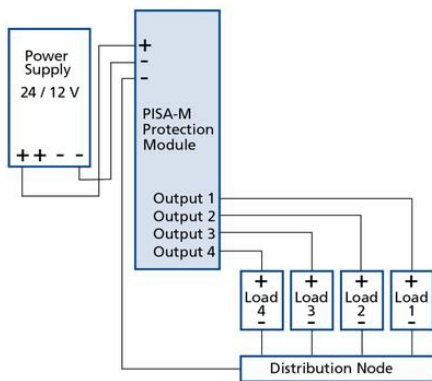 Power
Supply
24 / 12 V
+ + - -
+
-
-
PISA-M
Protection
Module
Output 1
Output 2
Output 3
Output 4
+ + + +
Load Load Load Load
4 3 2 1
- - - -
Distribution Node